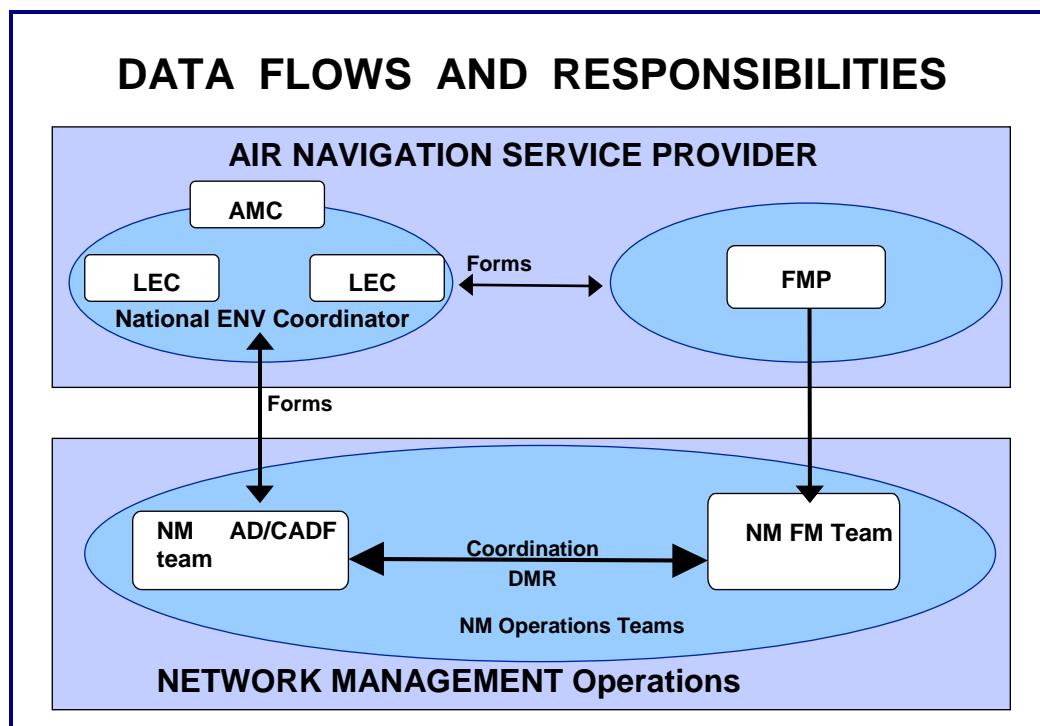 DATA FLOWS AND RESPONSIBILITIES
AIR NAVIGATION SERVICE PROVIDER
AMC
LEC
LEC
National ENV Coordinator
Forms
FMP
Forms
NM AD/CADF
team
Coordination
DMR
NM FM Team
NM Operations Teams
NETWORK MANAGEMENT Operations